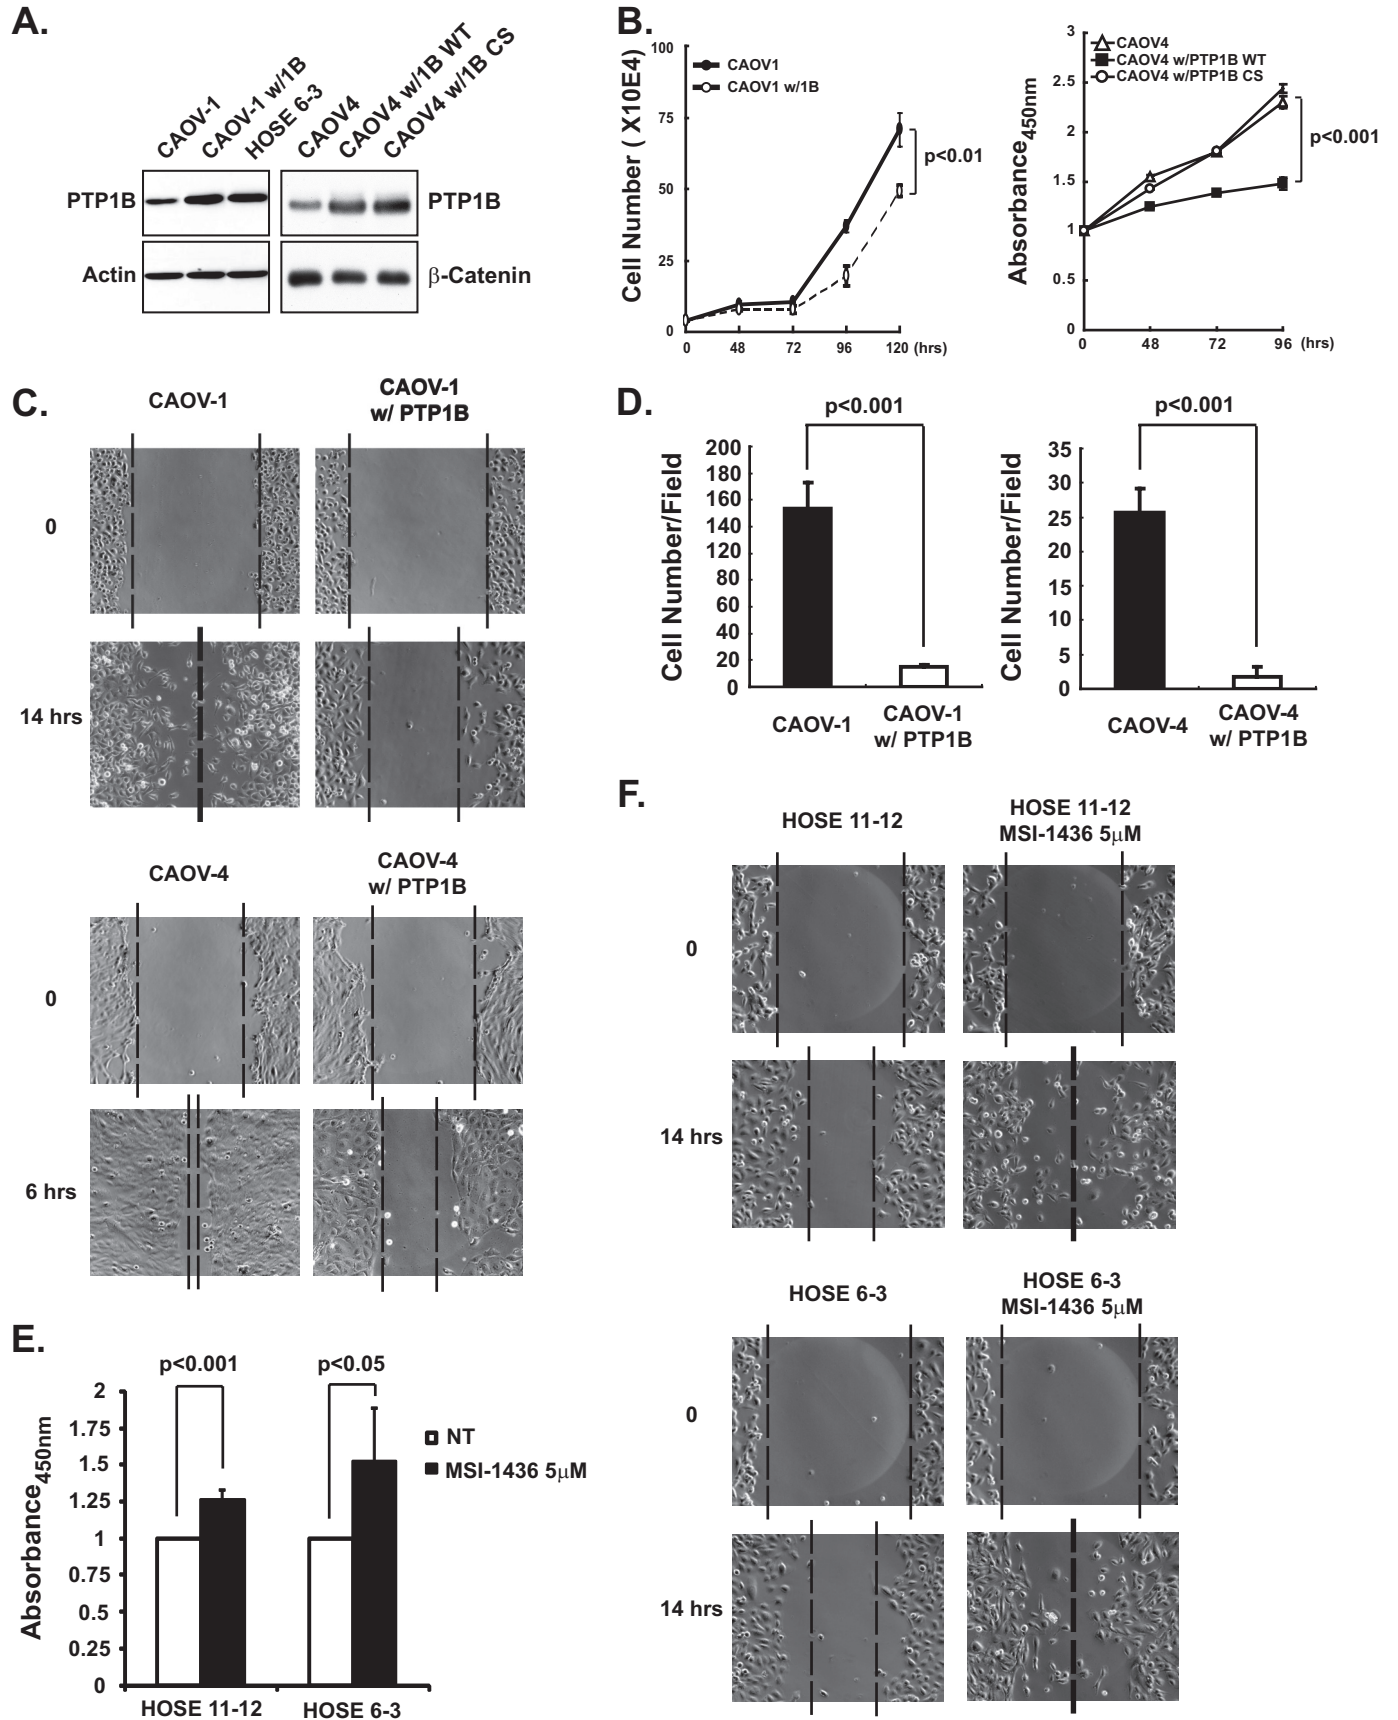 A.
CAOV-1
CAOV-1 w/1B
HOSE 6-3
CAOV4
CAOV4 w/1B WT
CAOV4 w/1B CS
PTP1B
PTP1B
Actin
β-Catenin
B.
Cell Number ( X10E4)
100
75
50
25
0
CAOV1
CAOV1 w/1B
p<0.01
0 48 72 96 120 (hrs)
Absorbance450nm
3
2.5
2
1.5
1
0.5
0
CAOV4
CAOV4 w/PTP1B WT
CAOV4 w/PTP1B CS
p<0.001
0 48 72 96 (hrs)
C.
CAOV-1
CAOV-1
w/ PTP1B
0
14 hrs
CAOV-4
CAOV-4
w/ PTP1B
0
6 hrs
D.
p<0.001
Cell Number/Field
200
180
160
140
120
100
80
60
40
20
0
CAOV-1
CAOV-1
w/ PTP1B
p<0.001
Cell Number/Field
35
30
25
20
15
10
5
0
CAOV-4
CAOV-4
w/ PTP1B
E.
p<0.001
p<0.05
Absorbance450nm
2
1.75
1.5
1.25
1
0.75
0.5
0.25
0
NT
MSI-1436 5μM
HOSE 11-12
HOSE 6-3
F.
HOSE 11-12
HOSE 11-12
MSI-1436 5μM
0
14 hrs
HOSE 6-3
HOSE 6-3
MSI-1436 5μM
0
14 hrs